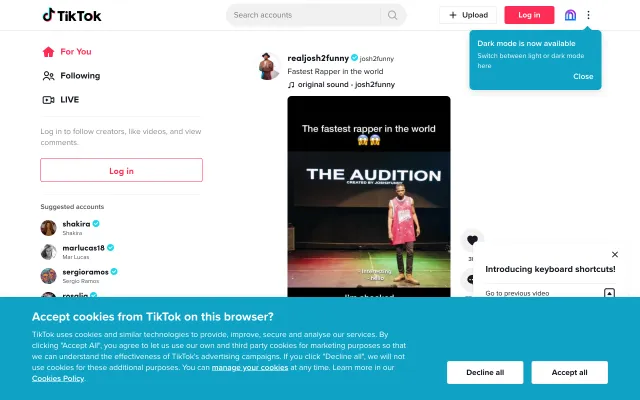 TikTok
Search accounts
Upload
Log in
Dark mode is now available
Switch between light or dark mode
here
Close
For You
Following
LIVE
Log in to follow creators, like videos, and view
comments.
Log in
Suggested accounts
shakira
Shakira
marlucas18
Mar Lucas
sergioramos
Sergio Ramos
rosalia
realjosh2funny josh2funny
Fastest Rapper in the world
original sound - josh2funny
The fastest rapper in the world
😱😱
THE AUDITION
CREATED BY JOSH2FUNNY
- Interesting
- hello
I'm shocked
Introducing keyboard shortcuts!
Go to previous video
Accept cookies from TikTok on this browser?
TikTok uses cookies and similar technologies to provide, improve, secure and analyse our services. By
clicking "Accept All", you agree to let us use our own and third party cookies for marketing purposes so that
we can understand the effectiveness of TikTok's advertising campaigns. If you click "Decline all", we will not
use cookies for these additional purposes. You can manage your cookies at any time. Learn more in our
Cookies Policy.
Decline all
Accept all